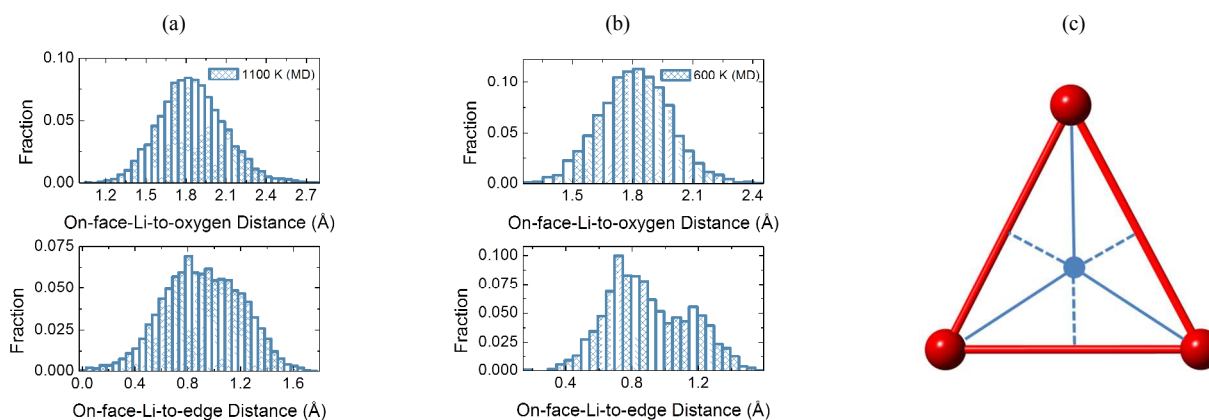 (a)
(b)
(c)
0.10
0.05
0.00
Fraction
1100 K (MD)
1.2 1.5 1.8 2.1 2.4 2.7
On-face-Li-to-oxygen Distance (Å)
0.10
0.05
0.00
Fraction
600 K (MD)
1.5 1.8 2.1 2.4
On-face-Li-to-oxygen Distance (Å)
0.075
0.050
0.025
0.000
Fraction
0.0 0.4 0.8 1.2 1.6
On-face-Li-to-edge Distance (Å)
0.100
0.075
0.050
0.025
0.000
Fraction
0.4 0.8 1.2
On-face-Li-to-edge Distance (Å)